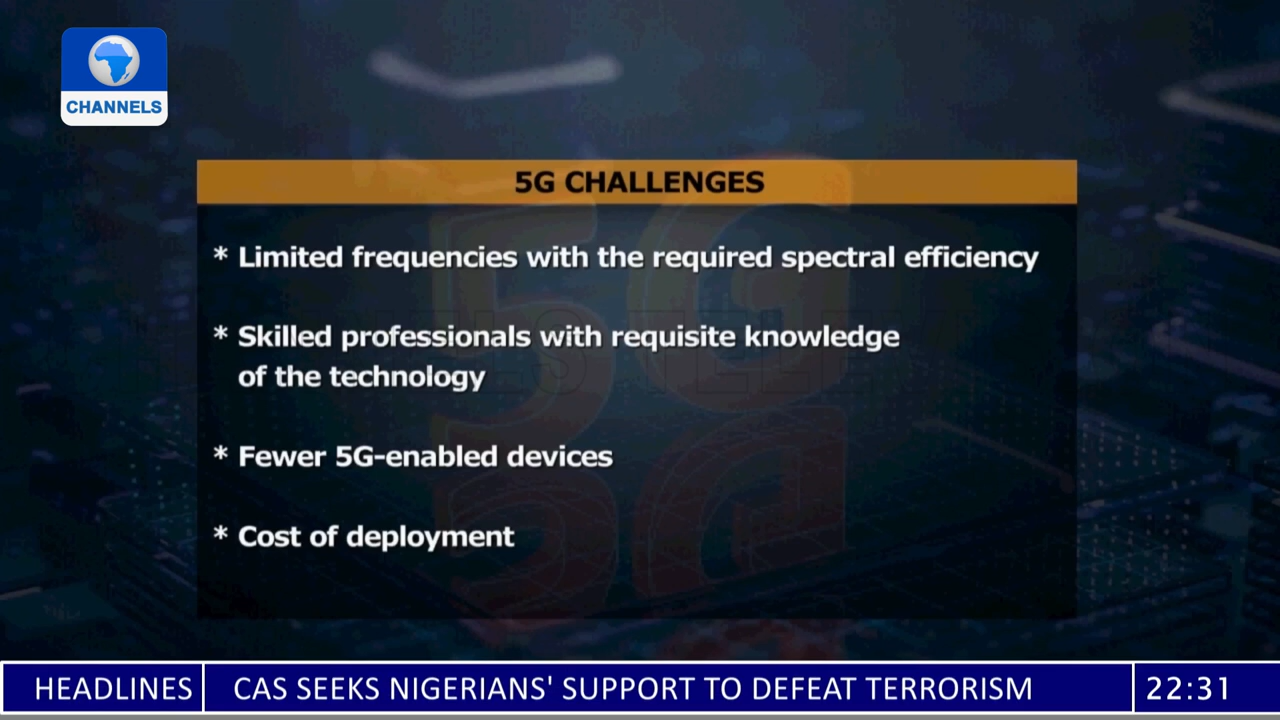 CHANNELS
5G CHALLENGES
* Limited frequencies with the required spectral efficiency
* Skilled professionals with requisite knowledge
of the technology
* Fewer 5G-enabled devices
* Cost of deployment
HEADLINES
CAS SEEKS NIGERIANS' SUPPORT TO DEFEAT TERRORISM
22:31